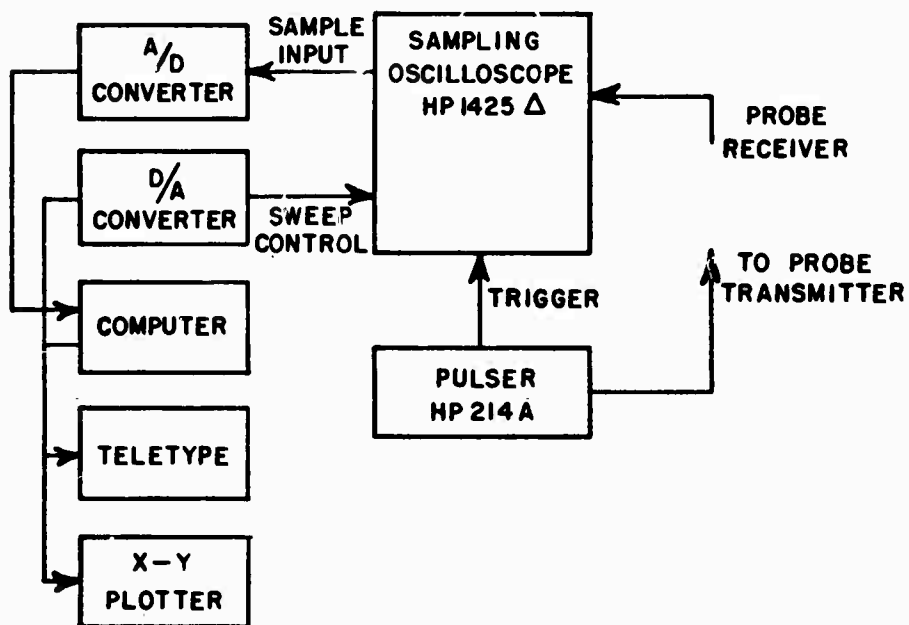 A/D
CONVERTER
SAMPLE
INPUT
SAMPLING
OSCILLOSCOPE
HP 1425 Δ
PROBE
RECEIVER
D/A
CONVERTER
SWEEP
CONTROL
TO PROBE
TRANSMITTER
TRIGGER
COMPUTER
PULSER
HP 214 A
TELETYPE
X-Y
PLOTTER